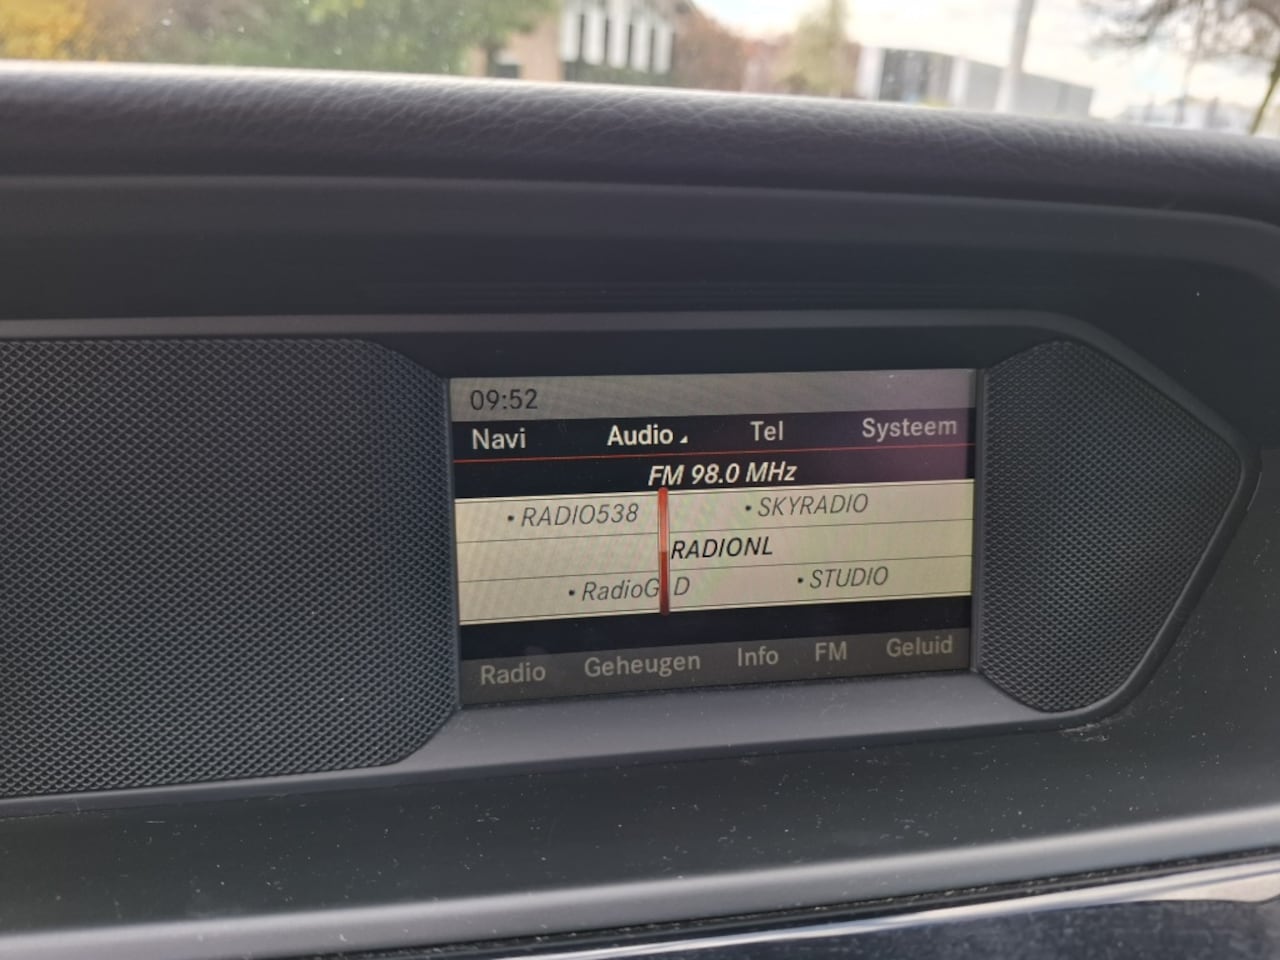 09:52
Navi Audio Tel Systeem
FM 98.0 MHz
• RADIO538 • SKYRADIO
RADIONL
• RadioG D • STUDIO
Radio Geheugen Info FM Geluid